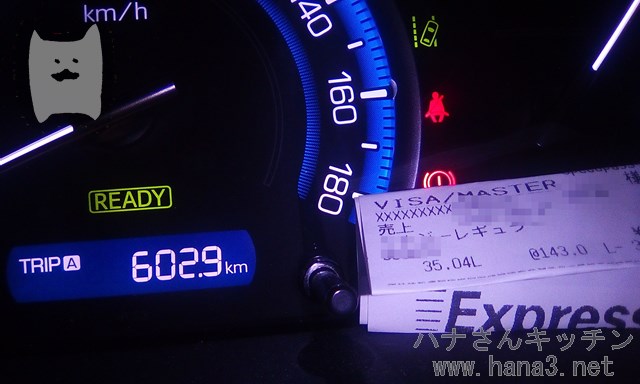 km/h
140
160
180
READY
TRIP A 602.9 km
VISA/MASTER
XXXXXXXXX
売上
レギュラ
35.04L @143.0 L-
Express
ハナさんキッチン
www.hana3.net